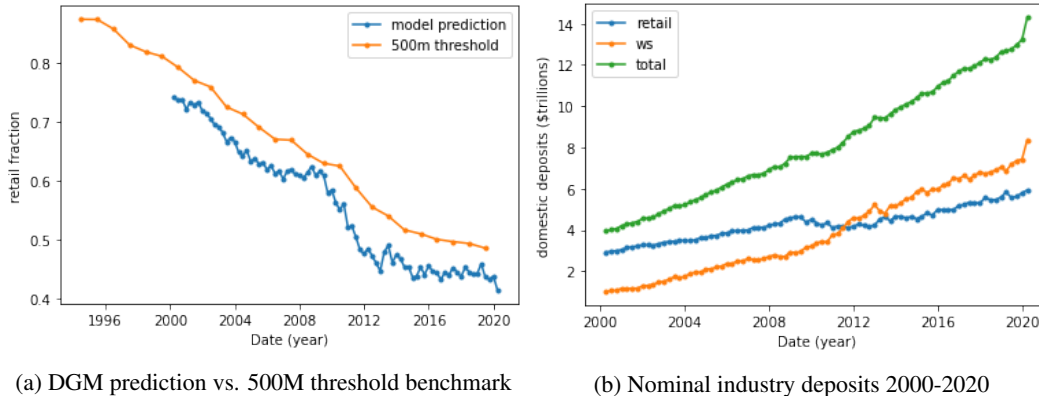 model prediction
500m threshold
retail fraction
0.8
0.7
0.6
0.5
0.4
1996
2000
2004
2008
2012
2016
2020
Date (year)
(a) DGM prediction vs. 500M threshold benchmark
retail
ws
total
domestic deposits ($trillions)
14
12
10
8
6
4
2
2000
2004
2008
2012
2016
2020
Date (year)
(b) Nominal industry deposits 2000-2020